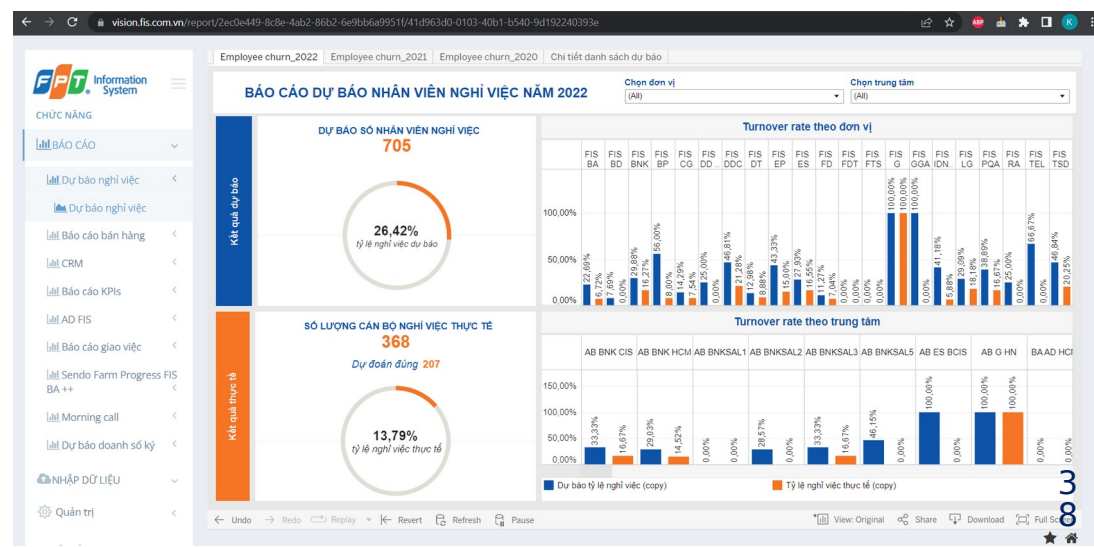 vision.fis.com.vn/report/2ec0e449-8c8e-4ab2-86b2-6e9bb6a9951f/41d963d0-0103-40b1-b540-9d192240393e
ABP
K
FPT Information System
CHỨC NĂNG
BÁO CÁO
Dự báo nghỉ việc
Dự báo nghỉ việc
Báo cáo bán hàng
CRM
Báo cáo KPIs
AD FIS
Báo cáo giao việc
Sendo Farm Progress FIS
BA ++
Morning call
Dự báo doanh số ký
NHẬP DỮ LIỆU
Quản trị
Employee churn_2022 Employee churn_2021 Employee churn_2020 Chi tiết danh sách dự báo
BÁO CÁO DỰ BÁO NHÂN VIÊN NGHỈ VIỆC NĂM 2022
Chọn đơn vị
(All)
Chọn trung tâm
(All)
Kết quả dự báo
DỰ BÁO SỐ NHÂN VIÊN NGHỈ VIỆC
705
26,42%
tỷ lệ nghỉ việc dự báo
Turnover rate theo đơn vị
FIS BA FIS BD FIS BNK FIS BP FIS CG FIS DD .. FIS DDC FIS DT FIS EP FIS ES FIS FD FIS FDT FIS FTS FIS G FIS GGA FIS IDN.. FIS LG FIS PQA FIS RA FIS TEL FIS TSD
100,00%
50,00%
0,00%
22,69% 6,72% 7,69% 0,00% 29,88% 16,27% 56,00% 8,00% 14,29% 7,54% 25,00% 0,00% 46,81% 21,28% 12,98% 8,88% 43,33% 15,00% 27,93% 16,55% 11,27% 7,04% 0,00% 0,00% 0,00% 0,00% 100,00% 100,00% 100,00% 0,00% 41,18% 5,88% 29,09% 18,18% 38,89% 16,67% 25,00% 0,00% 66,67% 0,00% 46,84% 20,25%
Kết quả thực tế
SỐ LƯỢNG CÁN BỘ NGHỈ VIỆC THỰC TẾ
368
Dự đoán đúng 207
13,79%
tỷ lệ nghỉ việc thực tế
Turnover rate theo trung tâm
AB BNK CIS AB BNK HCM AB BNKSAL1 AB BNKSAL2 AB BNKSAL3 AB BNKSAL5 AB ES BCIS AB G HN BAAD HCI
150,00%
100,00%
50,00%
0,00%
33,33% 16,67% 29,03% 14,52% 0,00% 0,00% 28,57% 0,00% 33,33% 16,67% 46,15% 0,00% 100,00% 0,00% 100,00% 100,00% 0,00% 0,00%
Dự báo tỷ lệ nghỉ việc (copy) Tỷ lệ nghỉ việc thực tế (copy)
38
Undo Redo Replay Revert Refresh Pause
View: Original Share Download Full